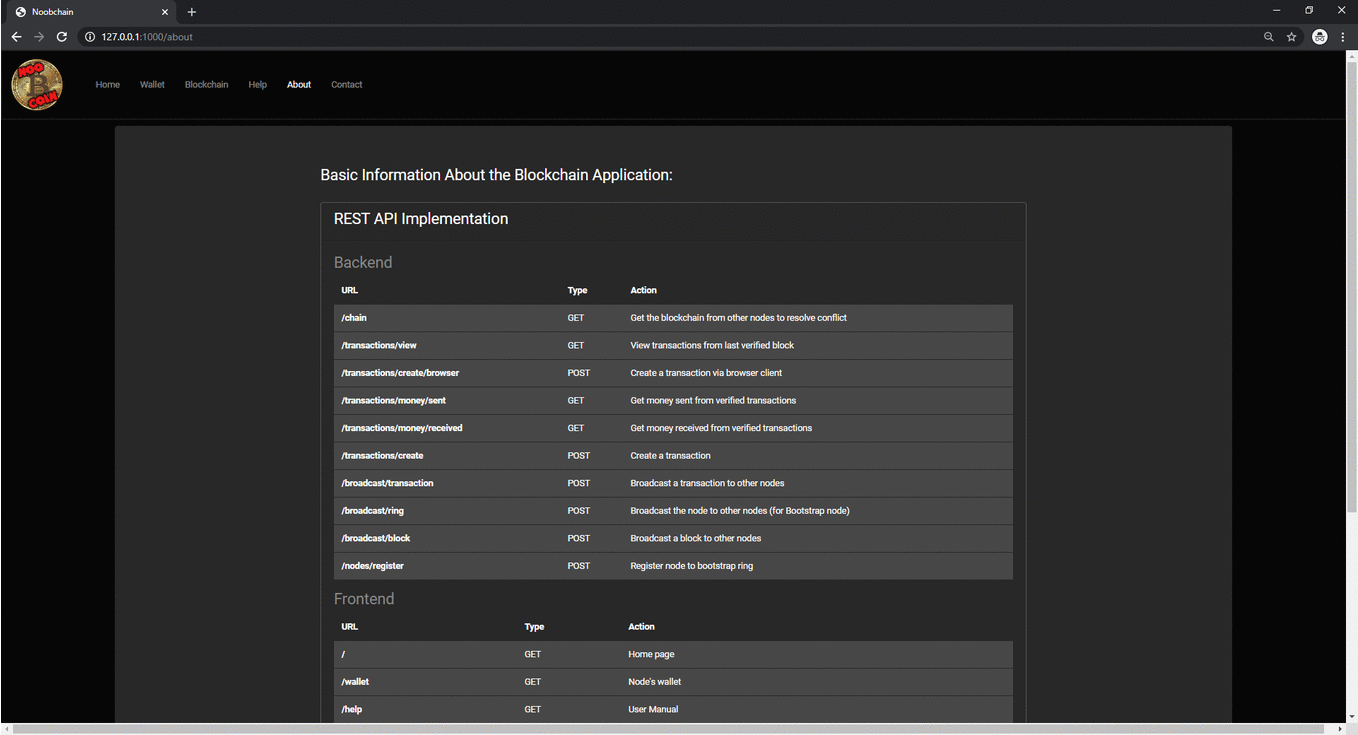 Noobchain
127.0.0.1:1000/about
NOO
B
COIN
Home Wallet Blockchain Help About Contact
Basic Information About the Blockchain Application:
REST API Implementation
Backend
URL Type Action
/chain GET Get the blockchain from other nodes to resolve conflict
/transactions/view GET View transactions from last verified block
/transactions/create/browser POST Create a transaction via browser client
/transactions/money/sent GET Get money sent from verified transactions
/transactions/money/received GET Get money received from verified transactions
/transactions/create POST Create a transaction
/broadcast/transaction POST Broadcast a transaction to other nodes
/broadcast/ring POST Broadcast the node to other nodes (for Bootstrap node)
/broadcast/block POST Broadcast a block to other nodes
/nodes/register POST Register node to bootstrap ring
Frontend
URL Type Action
/ GET Home page
/wallet GET Node's wallet
/help GET User Manual